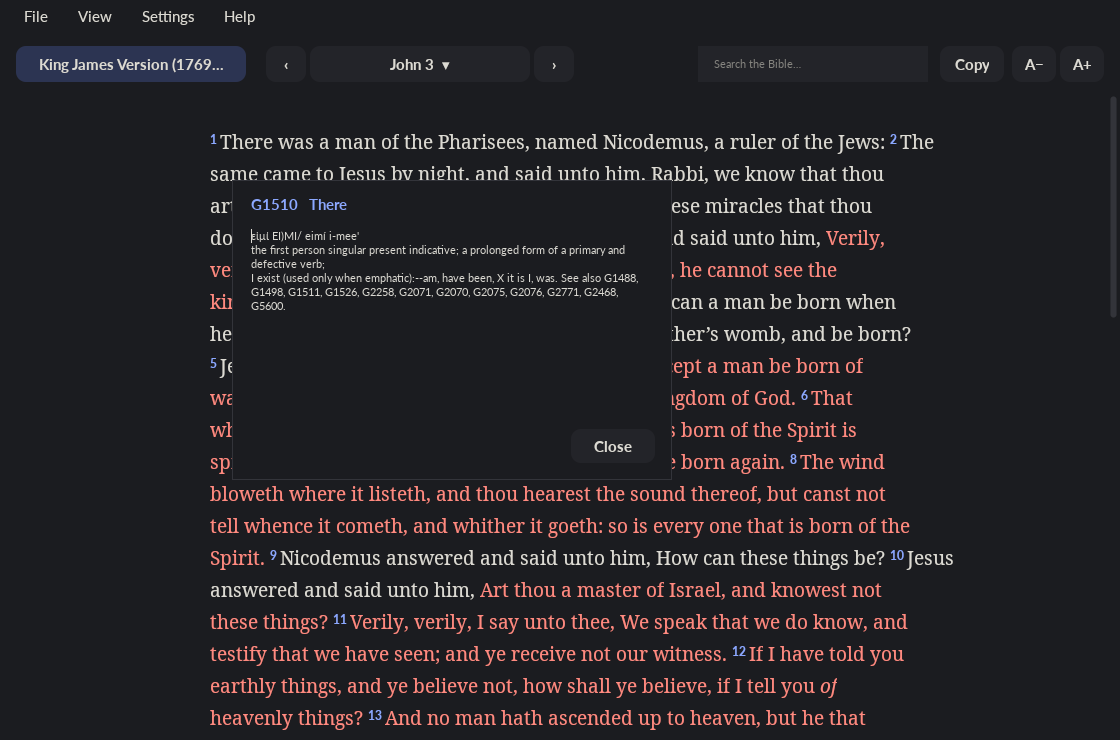 File View Settings Help
King James Version (1769... ‹ John 3 ▾ › Search the Bible... Copy A− A+
1 There was a man of the Pharisees, named Nicodemus, a ruler of the Jews: 2 The
same came to Jesus by night, and said unto him, Rabbi, we know that thou
G1510 There
εἰμί EI)MI/ eimí i-mee'
the first person singular present indicative; a prolonged form of a primary and
defective verb;
I exist (used only when emphatic):--am, have been, X it is I, was. See also G1488,
G1498, G1511, G1526, G2258, G2071, G2070, G2075, G2076, G2771, G2468,
G5600.
Close
these miracles that thou
said unto him, Verily,
, he cannot see the
can a man be born when
he
womb, and be born?
5
a man be born of
of God. 6 That
born of the Spirit is
born again. 8 The wind
bloweth where it listeth, and thou hearest the sound thereof, but canst not
tell whence it cometh, and whither it goeth: so is every one that is born of the
Spirit. 9 Nicodemus answered and said unto him, How can these things be? 10 Jesus
answered and said unto him, Art thou a master of Israel, and knowest not
these things? 11 Verily, verily, I say unto thee, We speak that we do know, and
testify that we have seen; and ye receive not our witness. 12 If I have told you
earthly things, and ye believe not, how shall ye believe, if I tell you of
heavenly things? 13 And no man hath ascended up to heaven, but he that